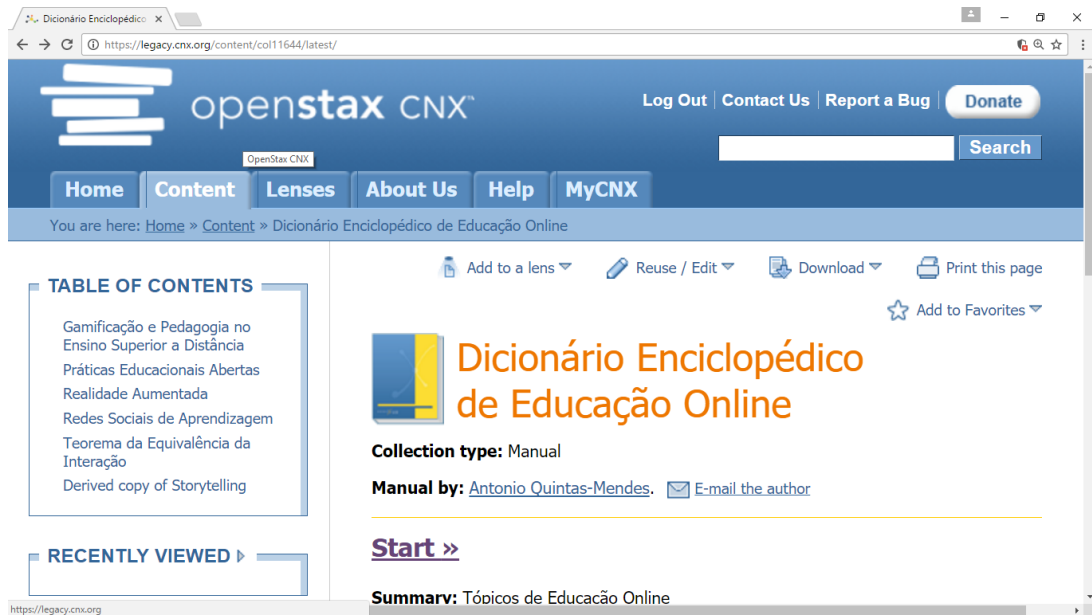 Dicionário Enciclopédico
https://legacy.cnx.org/content/col11644/latest/
openstax CNX™
Log Out Contact Us Report a Bug Donate
Search
OpenStax CNX
Home Content Lenses About Us Help MyCNX
You are here: Home » Content » Dicionário Enciclopédico de Educação Online
Add to a lens Reuse / Edit Download Print this page
Add to Favorites
TABLE OF CONTENTS
Gamificação e Pedagogia no
Ensino Superior a Distância
Práticas Educacionais Abertas
Realidade Aumentada
Redes Sociais de Aprendizagem
Teorema da Equivalência da
Interação
Derived copy of Storytelling
RECENTLY VIEWED
Dicionário Enciclopédico
de Educação Online
Collection type: Manual
Manual by: Antonio Quintas-Mendes. E-mail the author
Start »
Summary: Tópicos de Educação Online
https://legacy.cnx.org